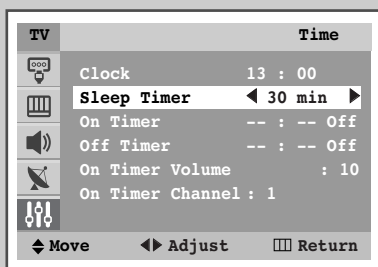 TV Time
Clock 13 : 00
Sleep Timer ◀ 30 min ▶
On Timer -- : -- Off
Off Timer -- : -- Off
On Timer Volume : 10
On Timer Channel : 1
Move Adjust Return